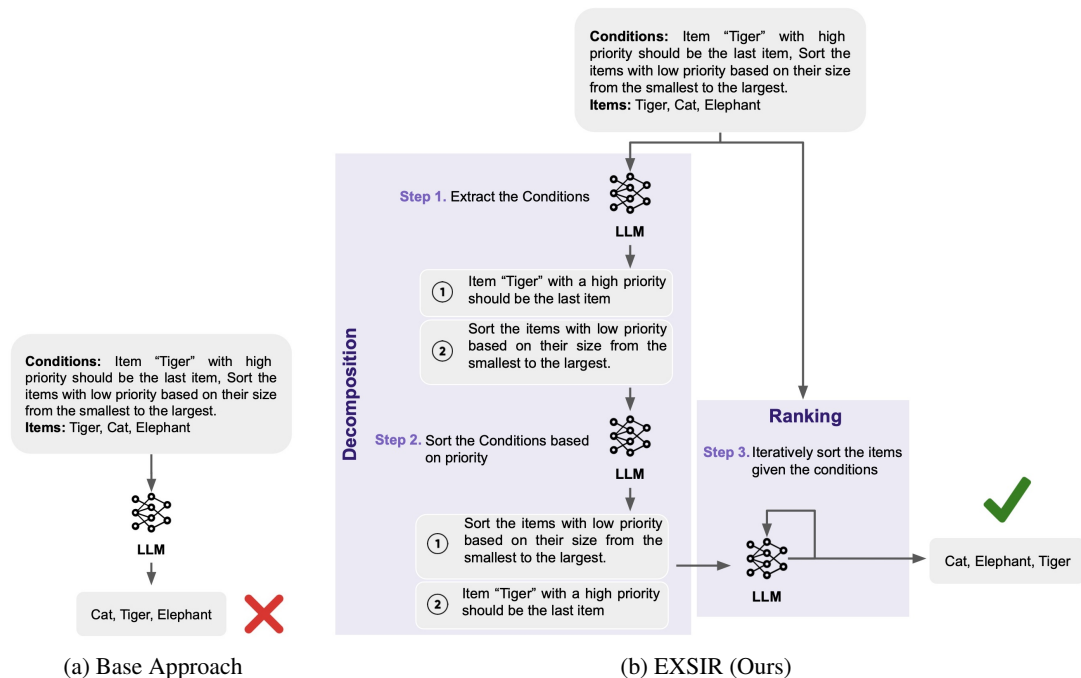 Conditions: Item “Tiger” with high
priority should be the last item, Sort the
items with low priority based on their size
from the smallest to the largest.
Items: Tiger, Cat, Elephant
LLM
Cat, Tiger, Elephant
(a) Base Approach
Conditions: Item “Tiger” with high
priority should be the last item, Sort the
items with low priority based on their size
from the smallest to the largest.
Items: Tiger, Cat, Elephant
Decomposition
Step 1. Extract the Conditions
LLM
1 Item “Tiger” with a high priority
should be the last item
2 Sort the items with low priority
based on their size from the
smallest to the largest.
Step 2. Sort the Conditions based
on priority
LLM
1 Sort the items with low priority
based on their size from the
smallest to the largest.
2 Item “Tiger” with a high priority
should be the last item
Ranking
Step 3. Iteratively sort the items
given the conditions
LLM
Cat, Elephant, Tiger
(b) EXSIR (Ours)